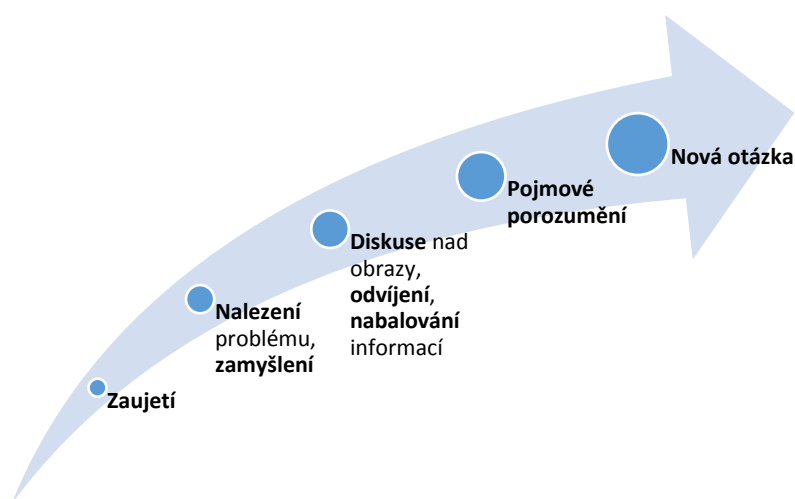 Zaujetí
Nalezení
problému,
zamyšlení
Diskuse nad
obrazy,
odvíjení,
nabalování
informací
Pojmové
porozumění
Nová otázka